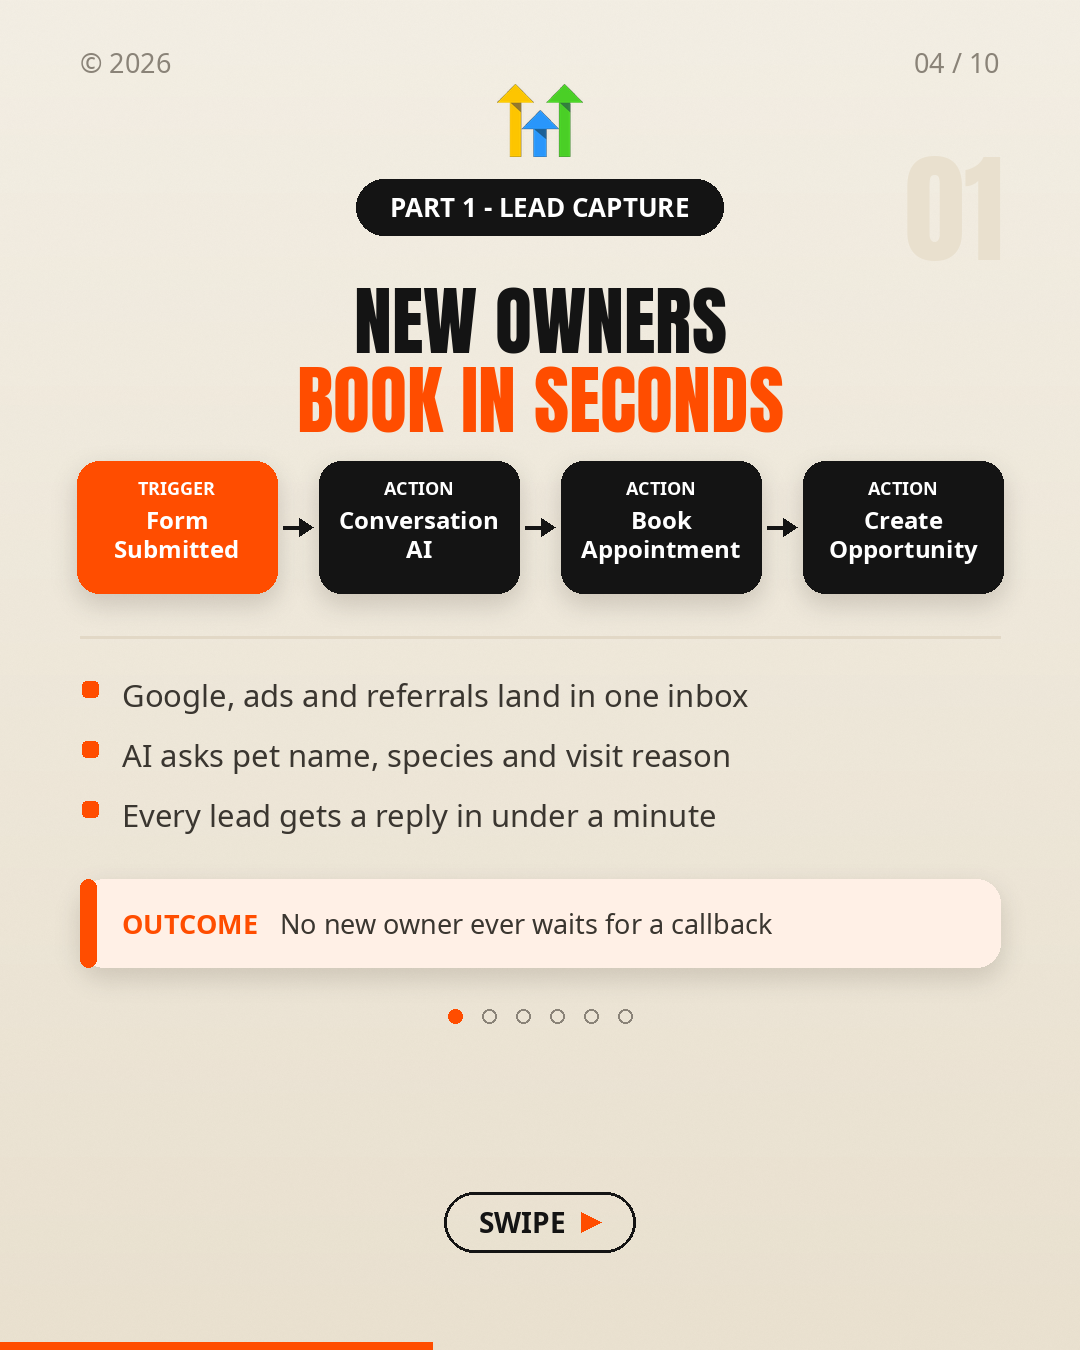 © 2026
04 / 10
PART 1 - LEAD CAPTURE
01
NEW OWNERS
BOOK IN SECONDS
TRIGGER
Form
Submitted
ACTION
Conversation
AI
ACTION
Book
Appointment
ACTION
Create
Opportunity
Google, ads and referrals land in one inbox
AI asks pet name, species and visit reason
Every lead gets a reply in under a minute
OUTCOME No new owner ever waits for a callback
SWIPE